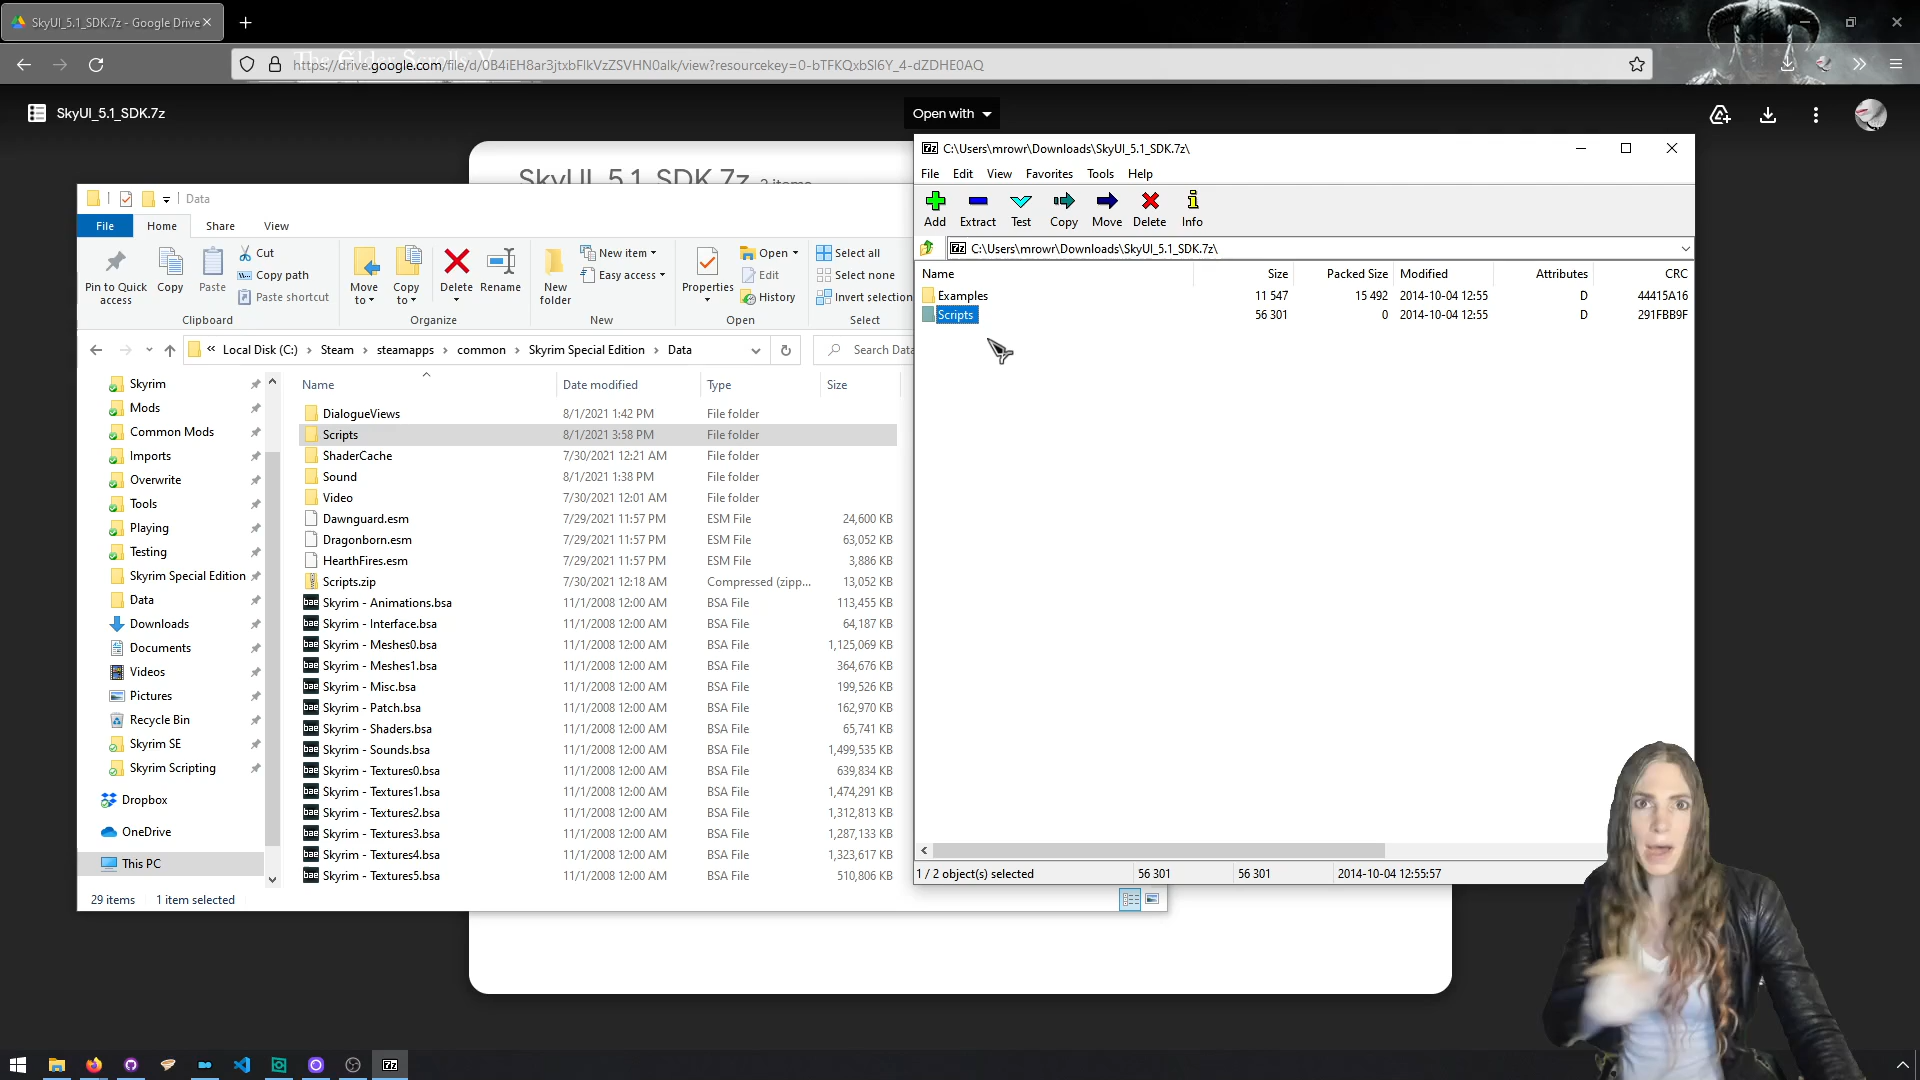 SkyUI_5.1_SDK.7z - Google Drive
https://drive.google.com/file/d/0B4iEH8ar3jtxbFlkVzZSVHN0alk/view?resourcekey=0-bTFKQxbSl6Y_4-dZDHE0AQ
SkyUI_5.1_SDK.7z
Open with
SkyUI_5.1_SDK.7z 2 items
C:\Users\mrowr\Downloads\SkyUI_5.1_SDK.7z\
File Edit View Favorites Tools Help
Add Extract Test Copy Move Delete Info
C:\Users\mrowr\Downloads\SkyUI_5.1_SDK.7z\
Name Size Packed Size Modified Attributes CRC
Examples 11 547 15 492 2014-10-04 12:55 D 44415A16
Scripts 56 301 0 2014-10-04 12:55 D 291FBB9F
1 / 2 object(s) selected 56 301 56 301 2014-10-04 12:55:57
Data
File Home Share View
Pin to Quick access
Copy
Paste
Cut
Copy path
Paste shortcut
Clipboard
Move to
Copy to
Delete
Rename
Organize
New folder
New item
Easy access
New
Properties
Open
Edit
History
Open
Select all
Select none
Invert selection
Select
« Local Disk (C:) › Steam › steamapps › common › Skyrim Special Edition › Data
Search Data
Skyrim
Mods
Common Mods
Imports
Overwrite
Tools
Playing
Testing
Skyrim Special Edition
Data
Downloads
Documents
Videos
Pictures
Recycle Bin
Skyrim SE
Skyrim Scripting
Dropbox
OneDrive
This PC
Name Date modified Type Size
DialogueViews 8/1/2021 1:42 PM File folder
Scripts 8/1/2021 3:58 PM File folder
ShaderCache 7/30/2021 12:21 AM File folder
Sound 8/1/2021 1:38 PM File folder
Video 7/30/2021 12:01 AM File folder
Dawnguard.esm 7/29/2021 11:57 PM ESM File 24,600 KB
Dragonborn.esm 7/29/2021 11:57 PM ESM File 63,052 KB
HearthFires.esm 7/29/2021 11:57 PM ESM File 3,886 KB
Scripts.zip 7/30/2021 12:18 AM Compressed (zipp... 13,052 KB
Skyrim - Animations.bsa 11/1/2008 12:00 AM BSA File 113,455 KB
Skyrim - Interface.bsa 11/1/2008 12:00 AM BSA File 64,187 KB
Skyrim - Meshes0.bsa 11/1/2008 12:00 AM BSA File 1,125,069 KB
Skyrim - Meshes1.bsa 11/1/2008 12:00 AM BSA File 364,676 KB
Skyrim - Misc.bsa 11/1/2008 12:00 AM BSA File 199,526 KB
Skyrim - Patch.bsa 11/1/2008 12:00 AM BSA File 162,970 KB
Skyrim - Shaders.bsa 11/1/2008 12:00 AM BSA File 65,741 KB
Skyrim - Sounds.bsa 11/1/2008 12:00 AM BSA File 1,499,535 KB
Skyrim - Textures0.bsa 11/1/2008 12:00 AM BSA File 639,834 KB
Skyrim - Textures1.bsa 11/1/2008 12:00 AM BSA File 1,474,291 KB
Skyrim - Textures2.bsa 11/1/2008 12:00 AM BSA File 1,312,813 KB
Skyrim - Textures3.bsa 11/1/2008 12:00 AM BSA File 1,287,133 KB
Skyrim - Textures4.bsa 11/1/2008 12:00 AM BSA File 1,323,617 KB
Skyrim - Textures5.bsa 11/1/2008 12:00 AM BSA File 510,806 KB
29 items 1 item selected